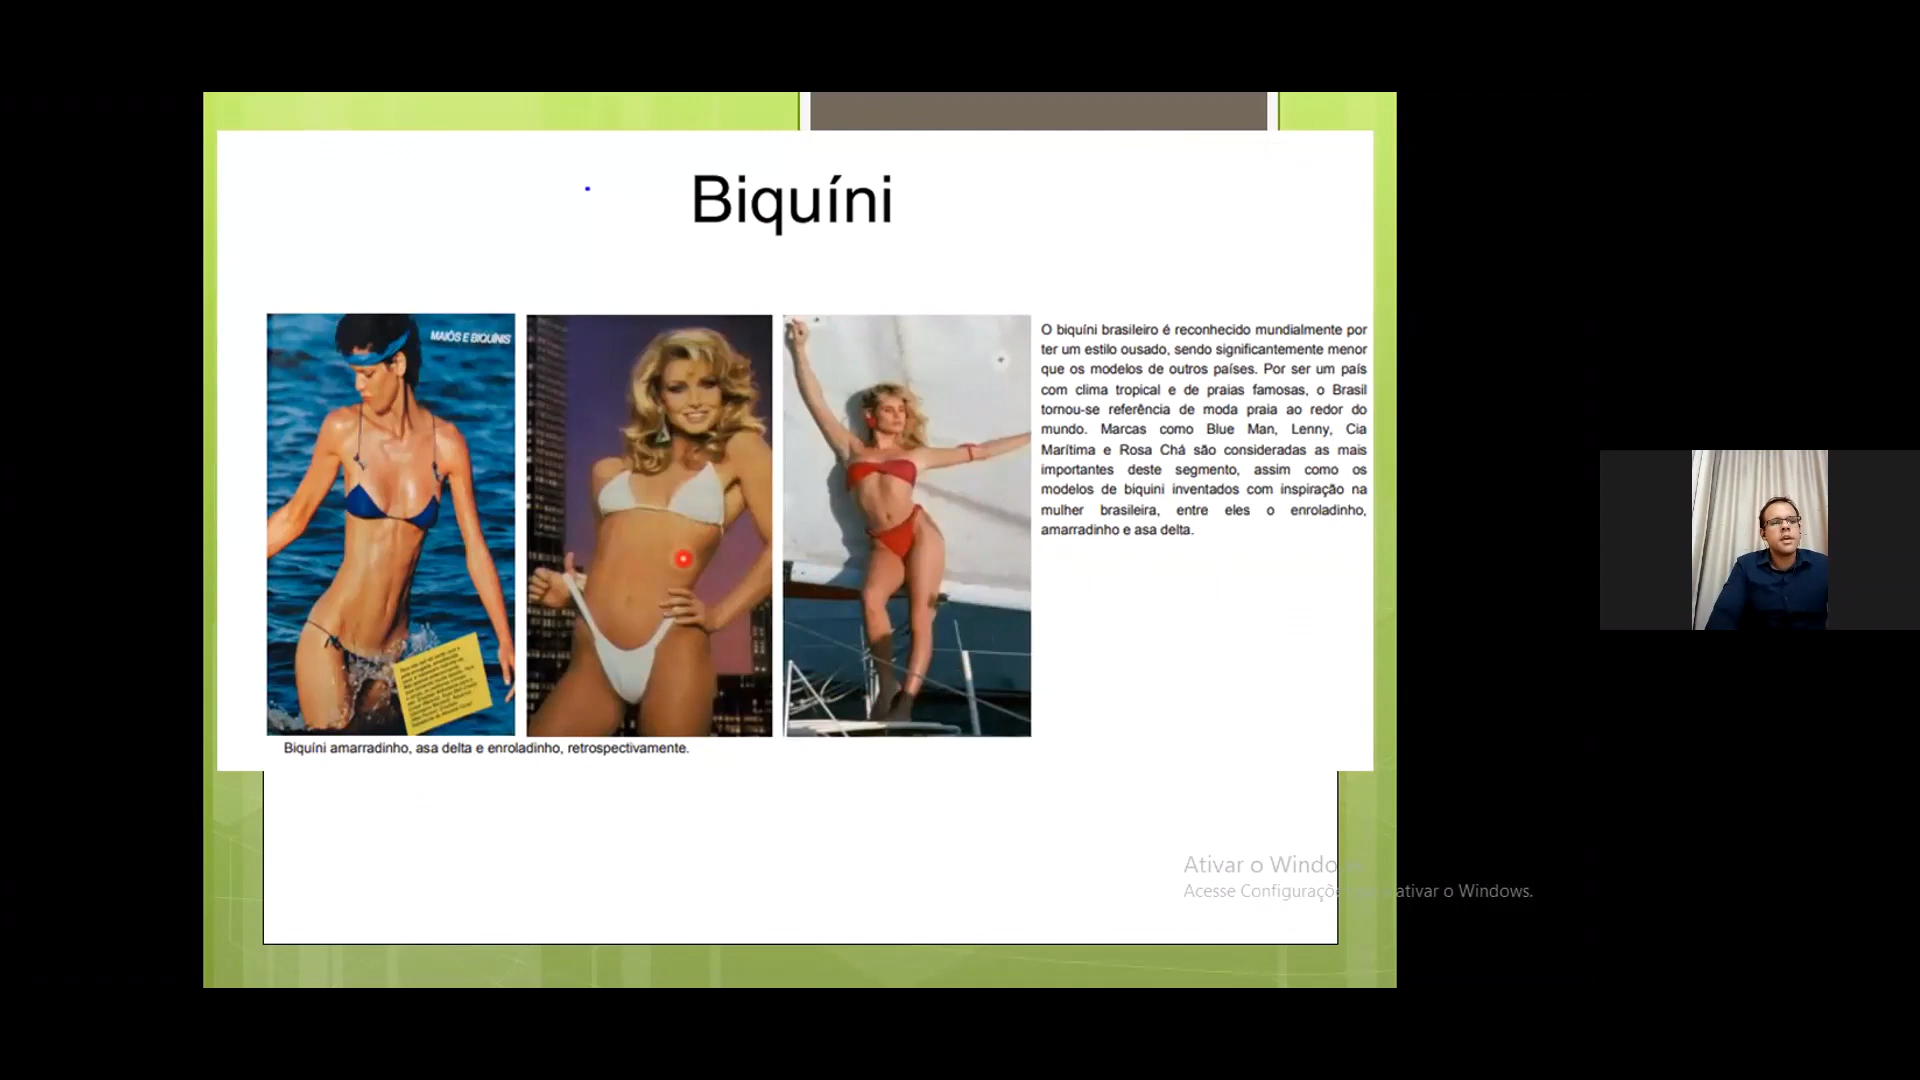 Biquíni
MAIÔS E BIQUÍNIS
O biquíni brasileiro é reconhecido mundialmente por
ter um estilo ousado, sendo significantemente menor
que os modelos de outros países. Por ser um país
com clima tropical e de praias famosas, o Brasil
tornou-se referência de moda praia ao redor do
mundo. Marcas como Blue Man, Lenny, Cia
Marítima e Rosa Chá são consideradas as mais
importantes deste segmento, assim como os
modelos de biquini inventados com inspiração na
mulher brasileira, entre eles o enroladinho,
amarradinho e asa delta.
Biquíni amarradinho, asa delta e enroladinho, retrospectivamente.
Ativar o Windo
Acesse Configuraçõ ativar o Windows.